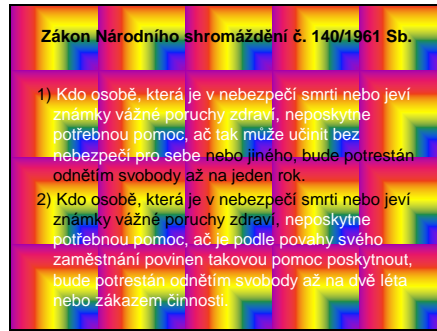 Zákon Národního shromáždění č. 140/1961 Sb.
1) Kdo osobě, která je v nebezpečí smrti nebo jeví
známky vážné poruchy zdraví, neposkytne
potřebnou pomoc, ač tak může učinit bez
nebezpečí pro sebe nebo jiného, bude potrestán
odnětím svobody až na jeden rok.
2) Kdo osobě, která je v nebezpečí smrti nebo jeví
známky vážné poruchy zdraví, neposkytne
potřebnou pomoc, ač je podle povahy svého
zaměstnání povinen takovou pomoc poskytnout,
bude potrestán odnětím svobody až na dvě léta
nebo zákazem činnosti.